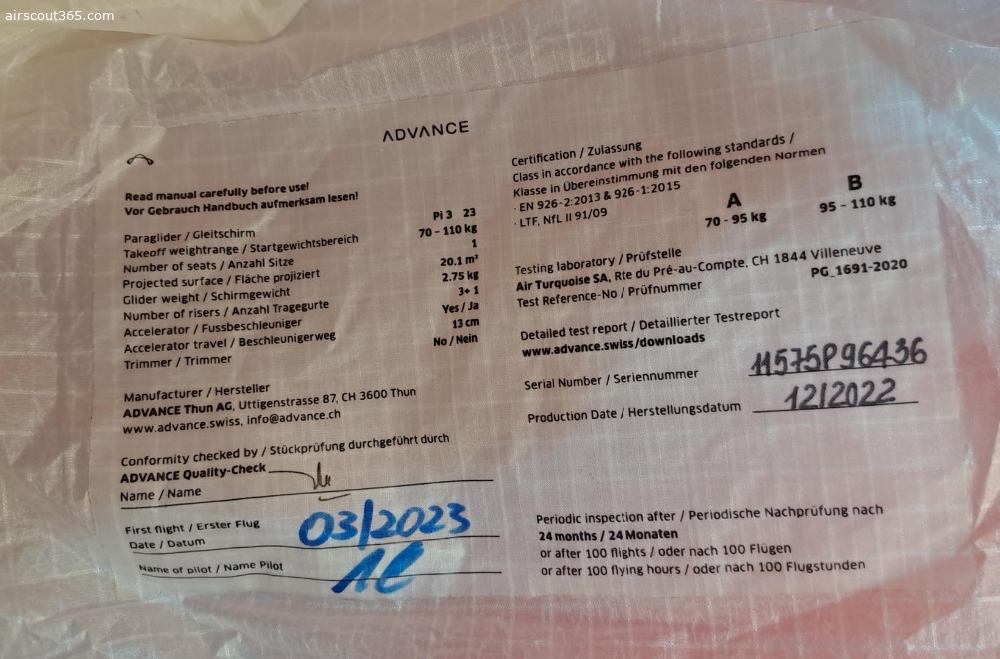 airscout365.com
ADVANCE
Read manual carefully before use!
Vor Gebrauch Handbuch aufmerksam lesen!
Paraglider / Gleitschirm Pi 3 23
Takeoff weightrange / Startgewichtsbereich 70 - 110 kg
Number of seats / Anzahl Sitze 1
Projected surface / Fläche projiziert 20.1 m²
Glider weight / Schirmgewicht 2.75 kg
Number of risers / Anzahl Tragegurte 3+ 1
Accelerator / Fussbeschleuniger Yes / Ja
Accelerator travel / Beschleunigerweg 13 cm
Trimmer / Trimmer No / Nein
Manufacturer / Hersteller
ADVANCE Thun AG, Uttigenstrasse 87, CH 3600 Thun
www.advance.swiss, info@advance.ch
Conformity checked by / Stückprüfung durchgeführt durch
ADVANCE Quality-Check
Name / Name
First flight / Erster Flug
Date / Datum 03/2023
Name of pilot / Name Pilot
Certification / Zulassung
Class in accordance with the following standards /
Klasse in Übereinstimmung mit den folgenden Normen
· EN 926-2:2013 & 926-1:2015
· LTF, NfL II 91/09
A B
70 - 95 kg 95 - 110 kg
Testing laboratory / Prüfstelle
Air Turquoise SA, Rte du Pré-au-Compte, CH 1844 Villeneuve
Test Reference-No / Prüfnummer PG_1691-2020
Detailed test report / Detaillierter Testreport
www.advance.swiss/downloads
Serial Number / Seriennummer 11575P96436
Production Date / Herstellungsdatum 12/2022
Periodic inspection after / Periodische Nachprüfung nach
24 months / 24 Monaten
or after 100 flights / oder nach 100 Flügen
or after 100 flying hours / oder nach 100 Flugstunden